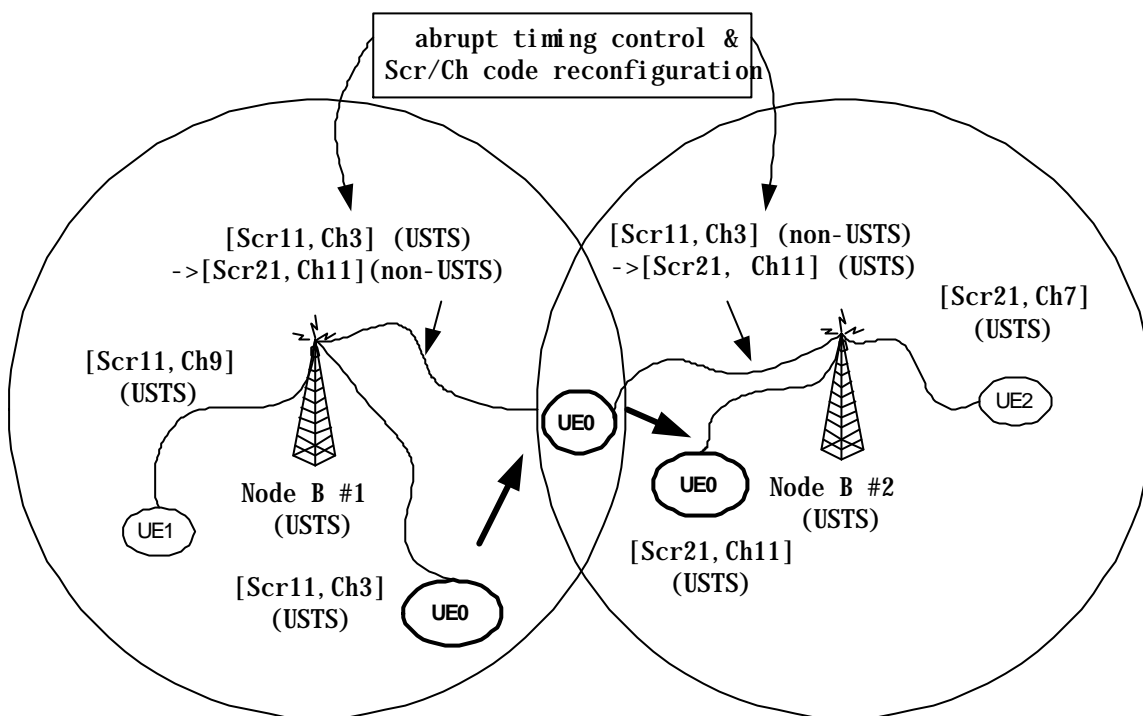 abrupt timing control &
Scr/Ch code reconfiguration
[Scr11,Ch3] (USTS)
->[Scr21,Ch11](non-USTS)
[Scr11,Ch3] (non-USTS)
->[Scr21, Ch11] (USTS)
[Scr21,Ch7]
(USTS)
[Scr11,Ch9]
(USTS)
UE0
UE2
UE0
Node B #1
(USTS)
Node B #2
(USTS)
UE1
[Scr21,Ch11]
(USTS)
[Scr11,Ch3]
(USTS)
UE0